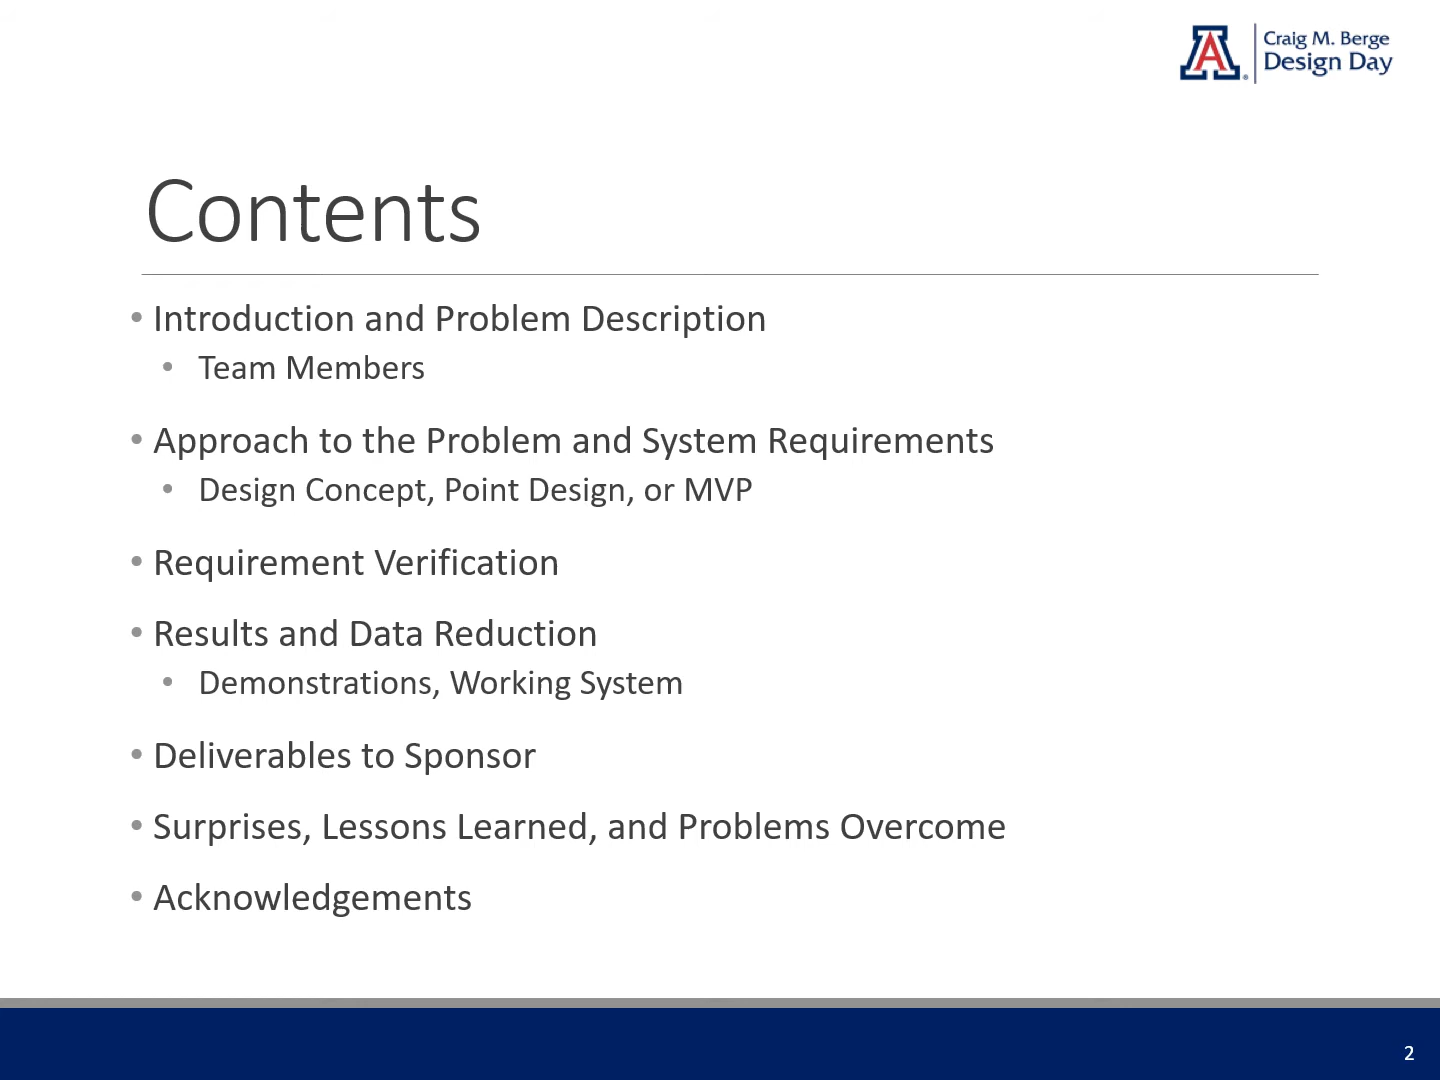 A
Craig M. Berge
Design Day
Contents
• Introduction and Problem Description
• Team Members
• Approach to the Problem and System Requirements
• Design Concept, Point Design, or MVP
• Requirement Verification
• Results and Data Reduction
• Demonstrations, Working System
• Deliverables to Sponsor
• Surprises, Lessons Learned, and Problems Overcome
• Acknowledgements
2